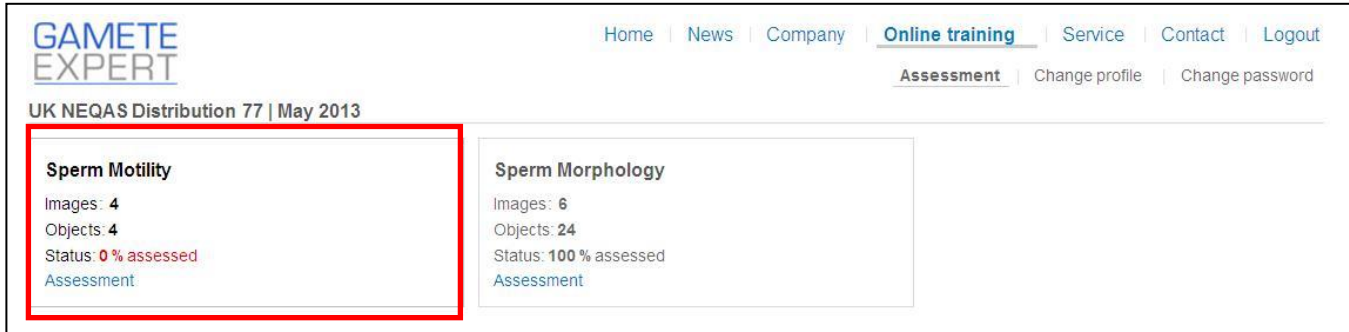 GAMETE
EXPERT
Home | News | Company | Online training | Service | Contact | Logout
Assessment | Change profile | Change password
UK NEQAS Distribution 77 | May 2013
Sperm Motility
Images: 4
Objects: 4
Status: 0 % assessed
Assessment
Sperm Morphology
Images: 6
Objects: 24
Status: 100 % assessed
Assessment